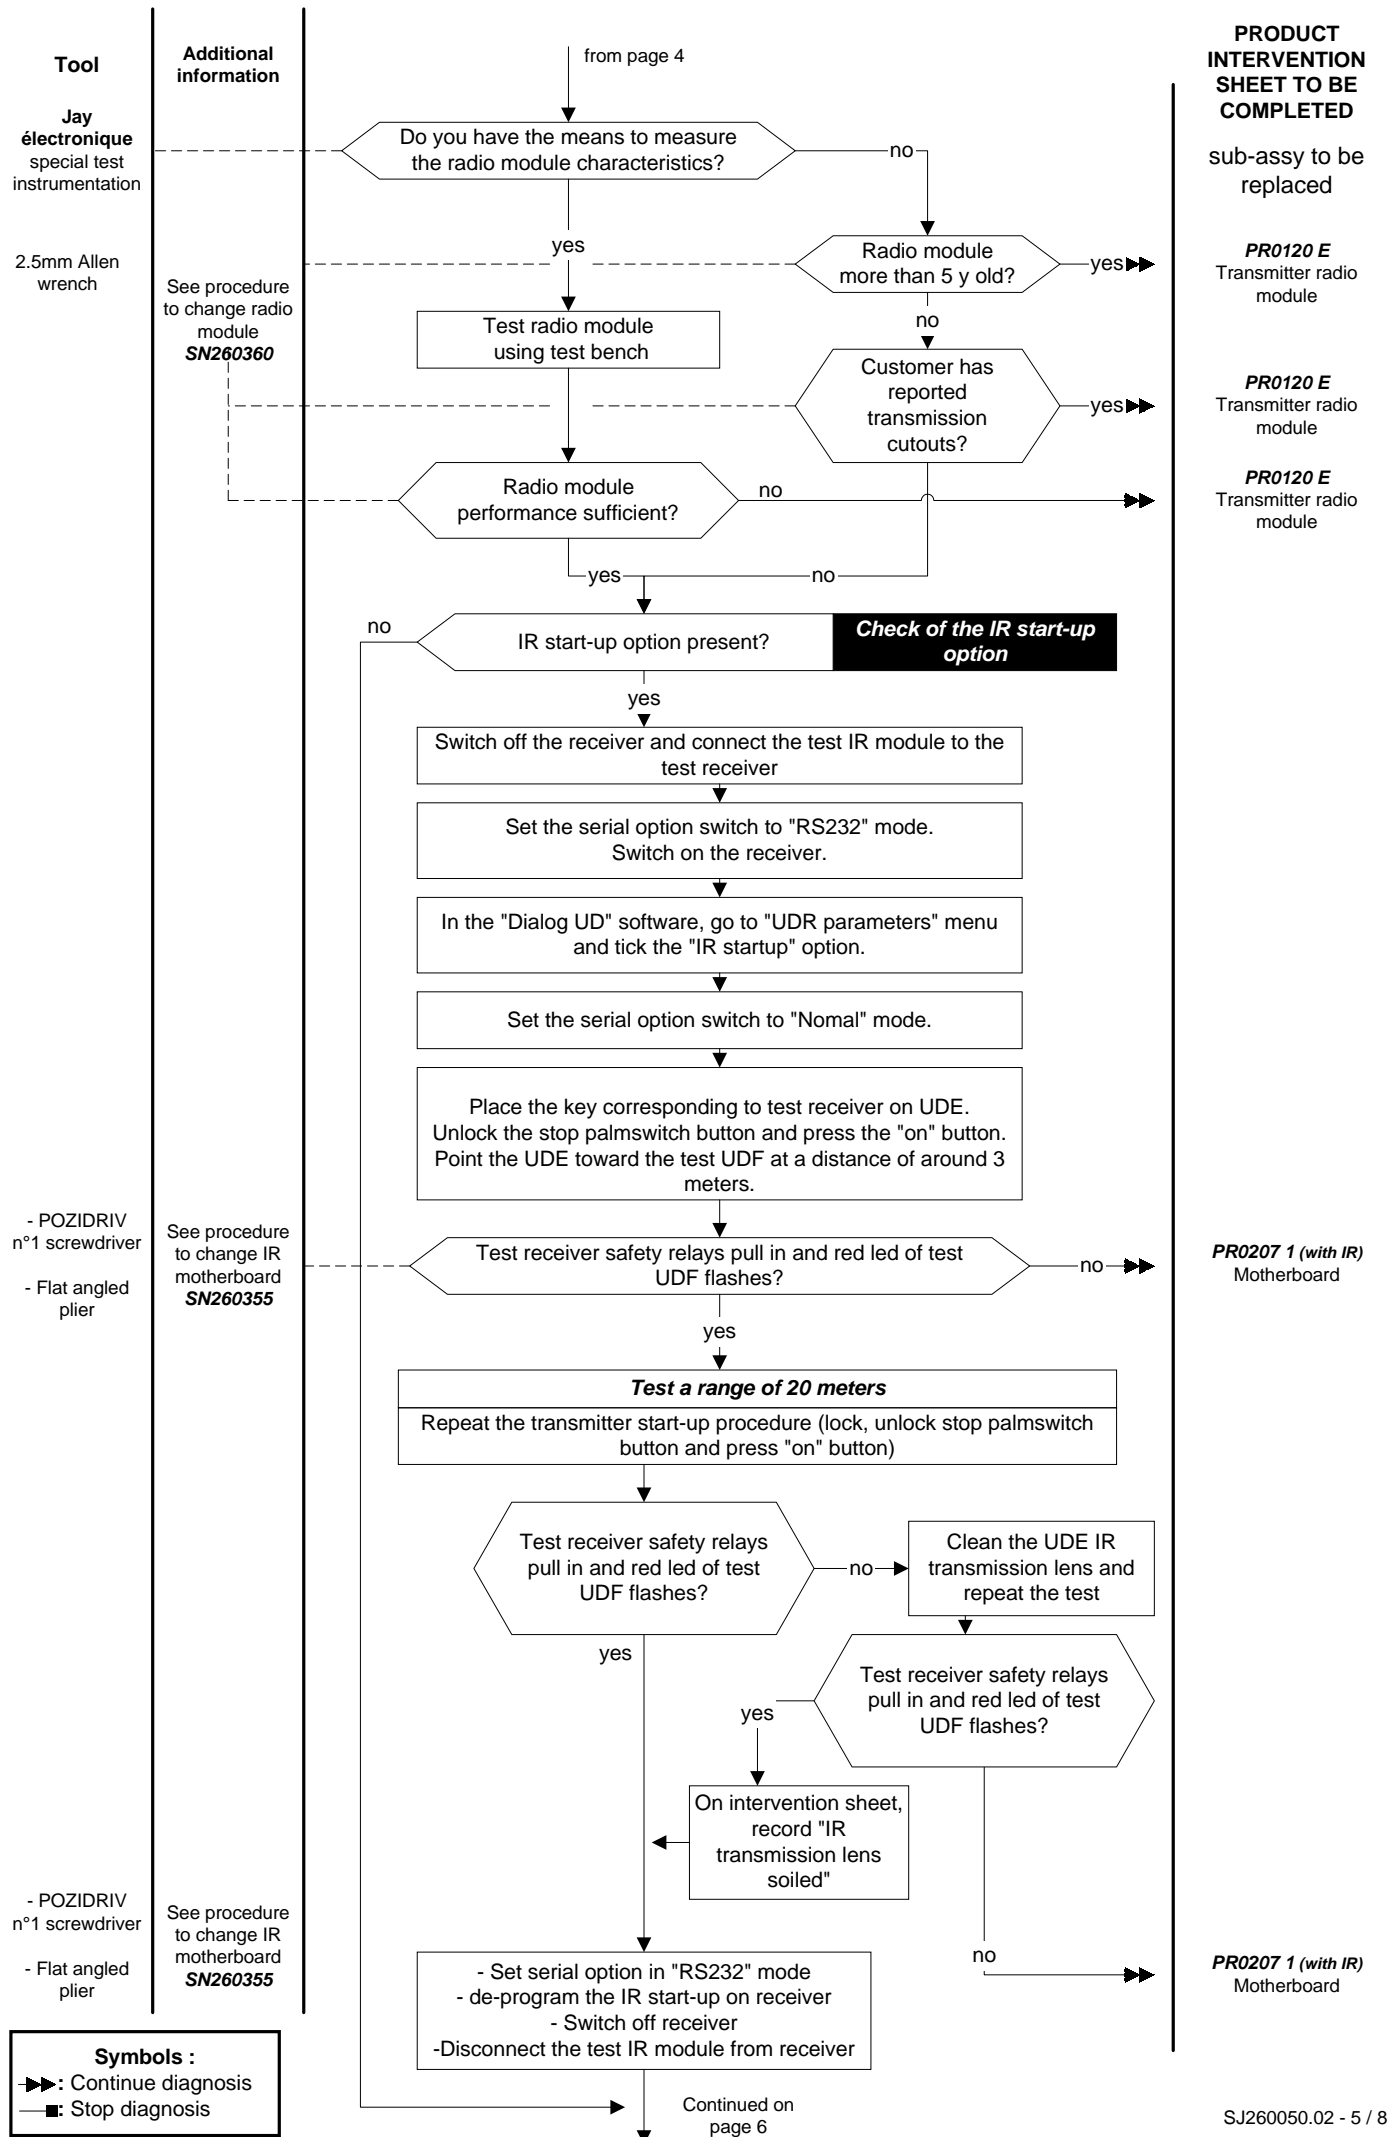 Tool
Additional
information
from page 4
PRODUCT
INTERVENTION
SHEET TO BE
COMPLETED
sub-assy to be
replaced
Jay
électronique
special test
instrumentation
Do you have the means to measure
the radio module characteristics?
no
yes
2.5mm Allen
wrench
See procedure
to change radio
module
SN260360
Radio module
more than 5 y old?
yes
PR0120 E
Transmitter radio
module
no
Test radio module
using test bench
Customer has
reported
transmission
cutouts?
yes
PR0120 E
Transmitter radio
module
Radio module
performance sufficient?
no
PR0120 E
Transmitter radio
module
yes
no
no
IR start-up option present?
Check of the IR start-up
option
yes
Switch off the receiver and connect the test IR module to the
test receiver
Set the serial option switch to "RS232" mode.
Switch on the receiver.
In the "Dialog UD" software, go to "UDR parameters" menu
and tick the "IR startup" option.
Set the serial option switch to "Nomal" mode.
Place the key corresponding to test receiver on UDE.
Unlock the stop palmswitch button and press the "on" button.
Point the UDE toward the test UDF at a distance of around 3
meters.
- POZIDRIV
n°1 screwdriver
- Flat angled
plier
See procedure
to change IR
motherboard
SN260355
Test receiver safety relays pull in and red led of test
UDF flashes?
no
PR0207 1 (with IR)
Motherboard
yes
Test a range of 20 meters
Repeat the transmitter start-up procedure (lock, unlock stop palmswitch
button and press "on" button)
Test receiver safety relays
pull in and red led of test
UDF flashes?
no
Clean the UDE IR
transmission lens and
repeat the test
yes
Test receiver safety relays
pull in and red led of test
UDF flashes?
yes
On intervention sheet,
record "IR
transmission lens
soiled"
no
PR0207 1 (with IR)
Motherboard
- POZIDRIV
n°1 screwdriver
- Flat angled
plier
See procedure
to change IR
motherboard
SN260355
- Set serial option in "RS232" mode
- de-program the IR start-up on receiver
- Switch off receiver
-Disconnect the test IR module from receiver
Symbols :
: Continue diagnosis
: Stop diagnosis
Continued on
page 6
SJ260050.02 - 5 / 8